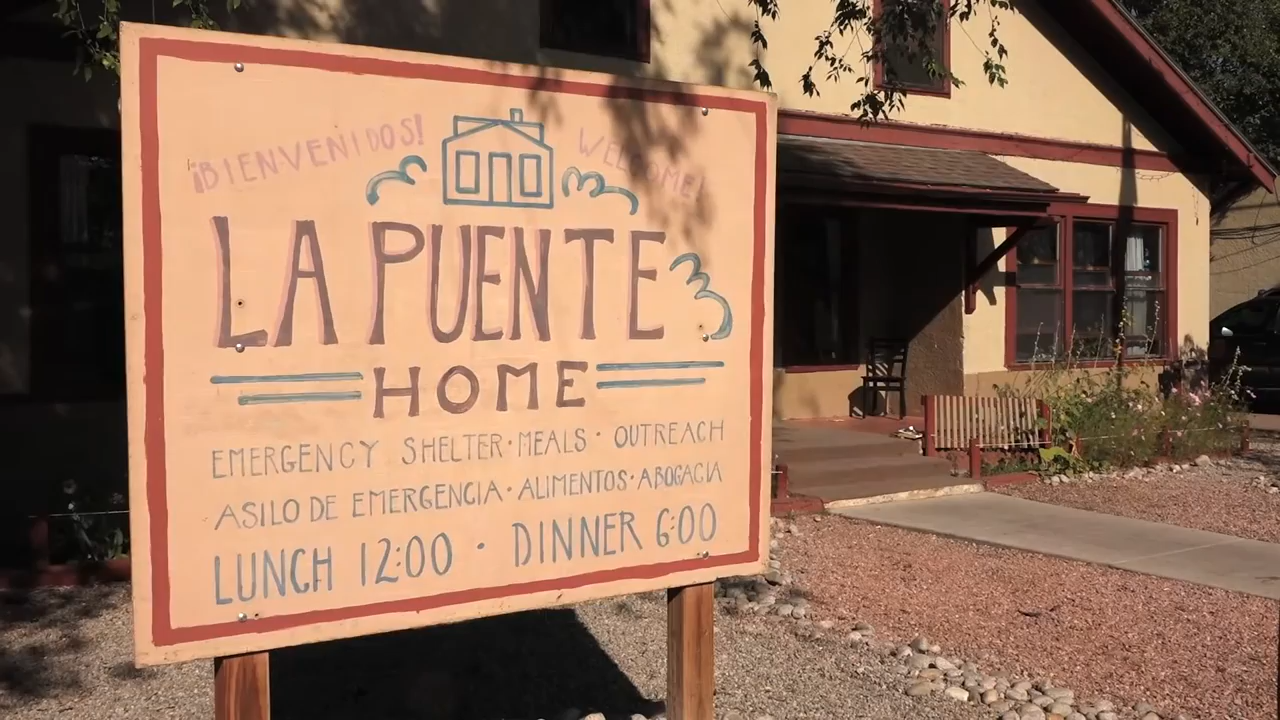 ¡BIENVENIDOS! WELCOME!
LA PUENTE
HOME
EMERGENCY SHELTER · MEALS · OUTREACH
ASILO DE EMERGENCIA · ALIMENTOS · ABOGACIA
LUNCH 12:00 · DINNER 6:00